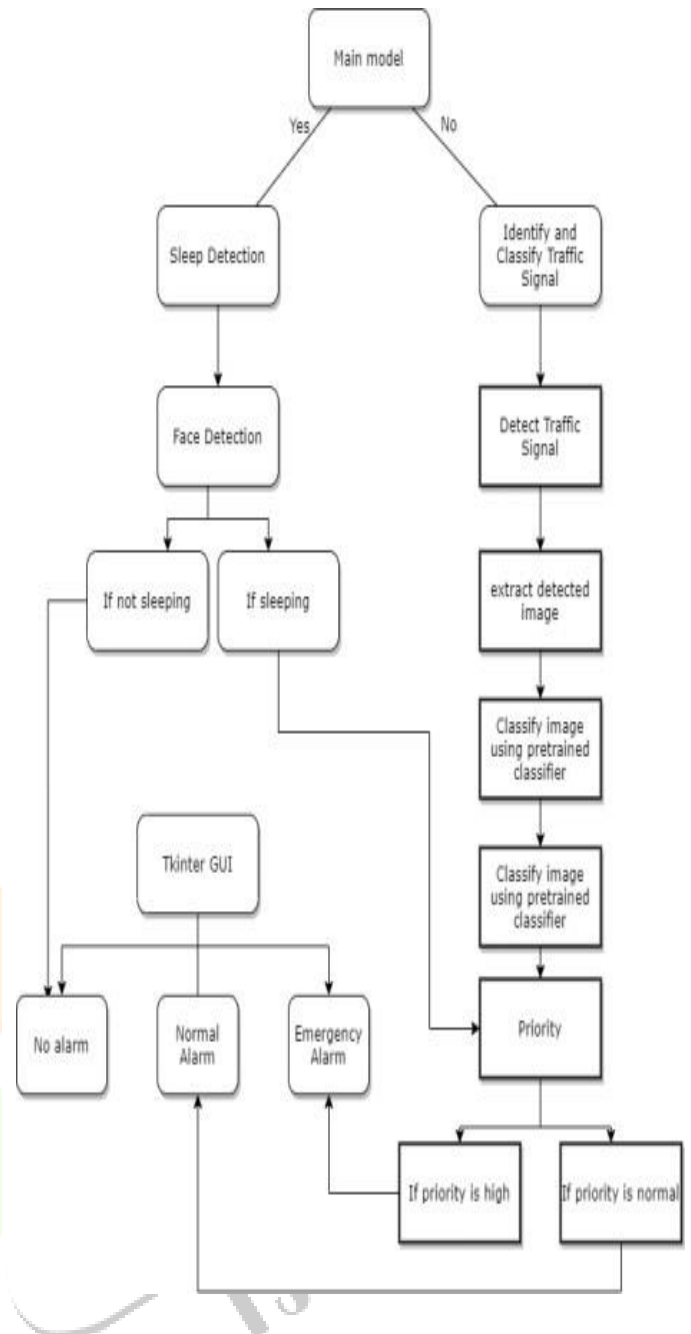 Main model
Yes
No
Sleep Detection
Identify and
Classify Traffic
Signal
Face Detection
Detect Traffic
Signal
If not sleeping
If sleeping
extract detected
image
Classify image
using pretrained
classifier
Tkinter GUI
Classify image
using pretrained
classifier
No alarm
Normal
Alarm
Emergency
Alarm
Priority
If priority is high
If priority is normal